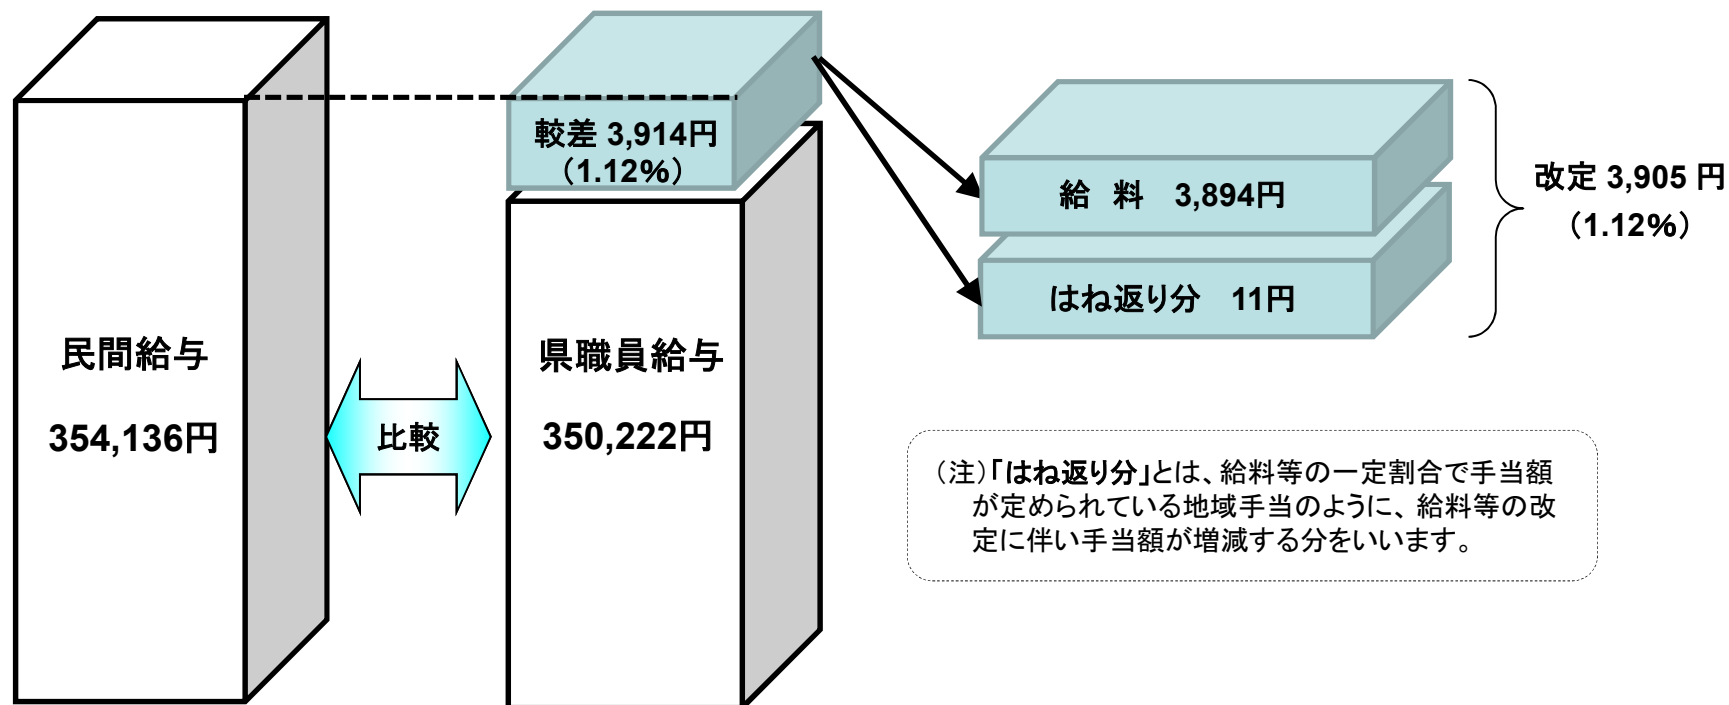 較差 3,914円
（1.12%）
給　料　3,894円
はね返り分　11円
改定 3,905 円
（1.12%）
民間給与
354,136円
比較
県職員給与
350,222円
（注）「はね返り分」とは、給料等の一定割合で手当額
が定められている地域手当のように、給料等の改
定に伴い手当額が増減する分をいいます。